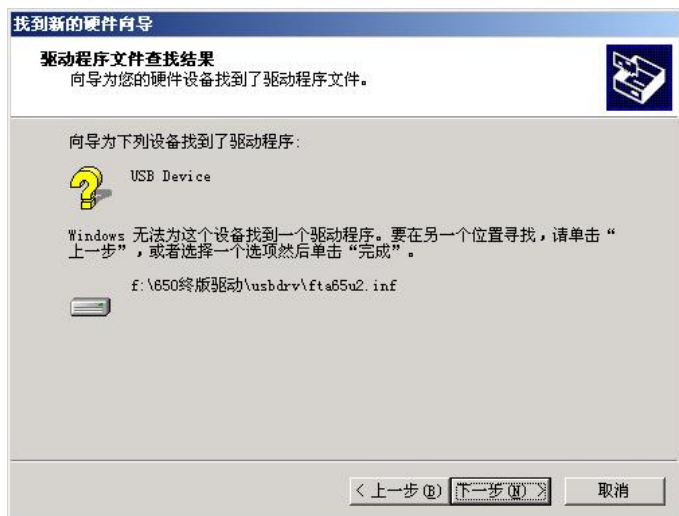 找到新的硬件向导
驱动程序文件查找结果
向导为您的硬件设备找到了驱动程序文件。
向导为下列设备找到了驱动程序:
USB Device
Windows 无法为这个设备找到一个驱动程序。要在另一个位置寻找，请单击“
上一步”，或者选择一个选项然后单击“完成”。
f:\650终版驱动\usbdrv\fta65u2.inf
< 上一步(B) 下一步(N) > 取消